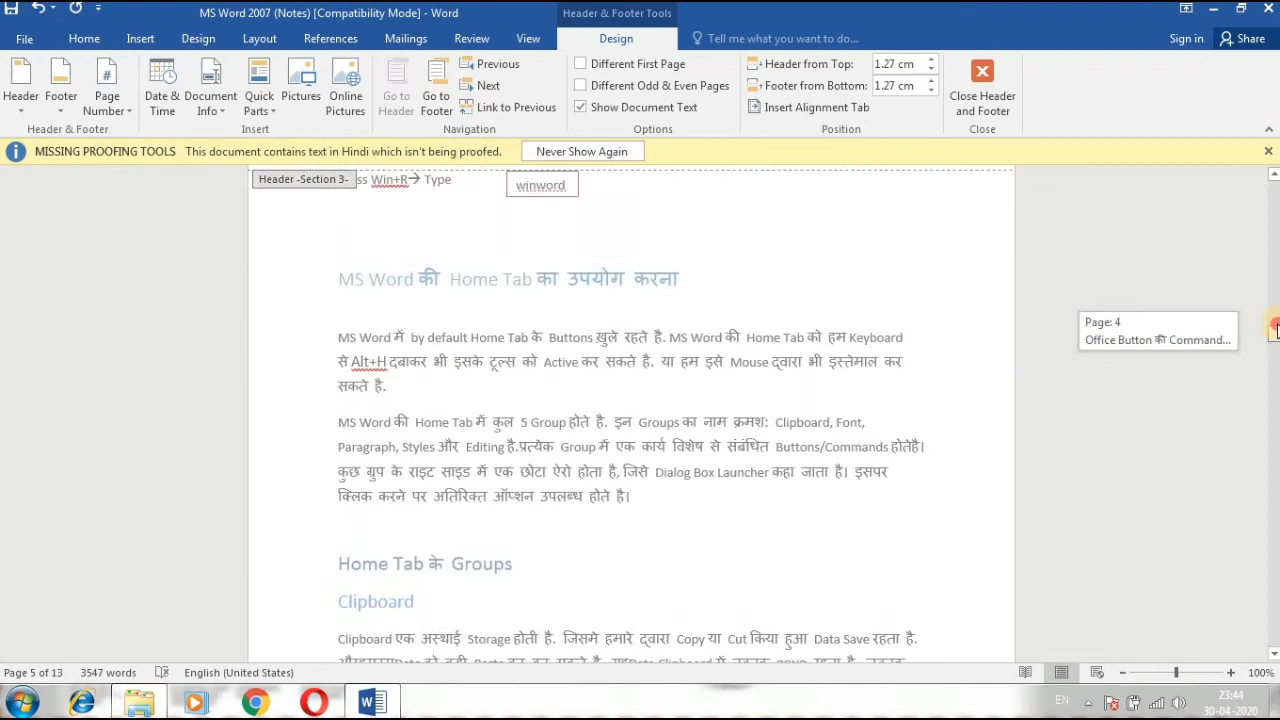 MS Word 2007 (Notes) [Compatibility Mode] - Word
Header & Footer Tools
File Home Insert Design Layout References Mailings Review View Design Tell me what you want to do... Sign in Share
Header Footer Page Number
Header & Footer
Date & Time Document Info Quick Parts Pictures Online Pictures
Insert
Go to Header Go to Footer Previous Next Link to Previous
Navigation
Different First Page
Different Odd & Even Pages
Show Document Text
Options
Header from Top: 1.27 cm
Footer from Bottom: 1.27 cm
Insert Alignment Tab
Position
Close Header and Footer
Close
MISSING PROOFING TOOLS This document contains text in Hindi which isn't being proofed. Never Show Again
Header -Section 3- ss Win+R→ Type winword
MS Word की Home Tab का उपयोग करना
Page: 4
Office Button की Command...
MS Word में by default Home Tab के Buttons खुले रहते है. MS Word की Home Tab को हम Keyboard
से Alt+H दबाकर भी इसके टूल्स को Active कर सकते है. या हम इसे Mouse द्वारा भी इस्तेमाल कर
सकते है.
MS Word की Home Tab में कुल 5 Group होते है. इन Groups का नाम क्रमश: Clipboard, Font,
Paragraph, Styles और Editing है.प्रत्येक Group में एक कार्य विशेष से संबंधित Buttons/Commands होतेहै।
कुछ ग्रुप के राइट साइड में एक छोटा ऐरो होता है, जिसे Dialog Box Launcher कहा जाता है। इसपर
क्लिक करने पर अतिरिक्त ऑप्शन उपलब्ध होते है।
Home Tab के Groups
Clipboard
Clipboard एक अस्थाई Storage होती है. जिसमे हमारे द्वारा Copy या Cut किया हुआ Data Save रहता है.
Page 5 of 13 3547 words English (United States) 100%
EN 23:44
30-04-2020